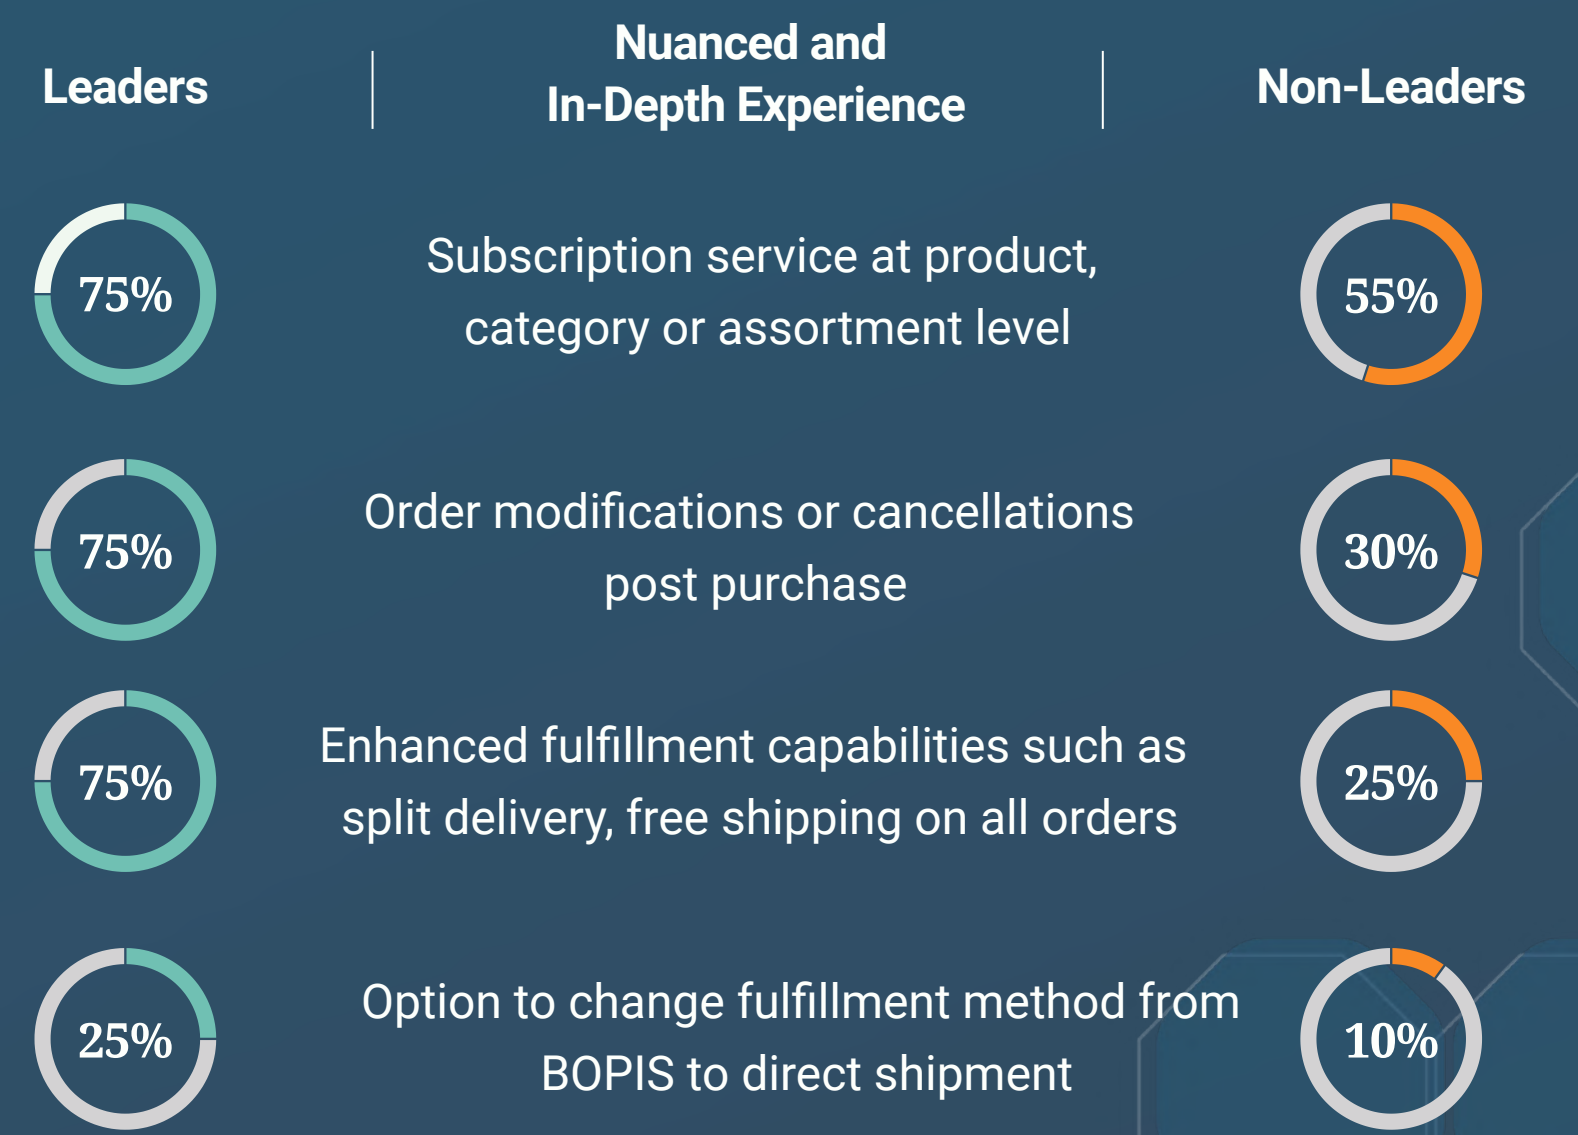 Leaders
Nuanced and
In-Depth Experience
Non-Leaders
75%
Subscription service at product,
category or assortment level
55%
75%
Order modifications or cancellations
post purchase
30%
75%
Enhanced fulfillment capabilities such as
split delivery, free shipping on all orders
25%
25%
Option to change fulfillment method from
BOPIS to direct shipment
10%